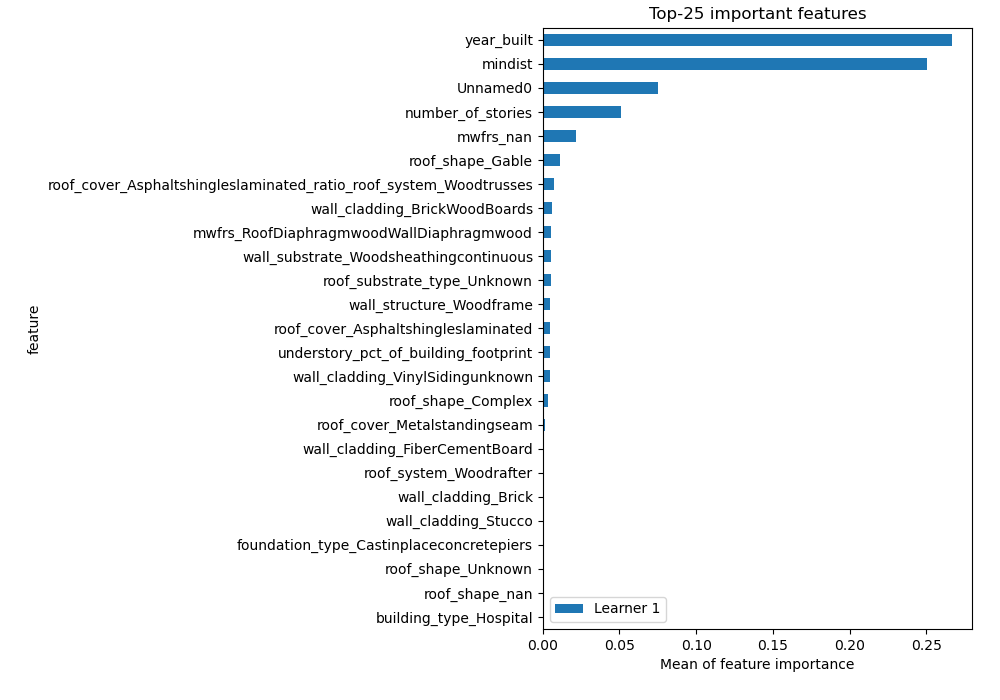 Top-25 important features
year_built
mindist
Unnamed0
number_of_stories
mwfrs_nan
roof_shape_Gable
roof_cover_Asphaltshingleslaminated_ratio_roof_system_Woodtrusses
wall_cladding_BrickWoodBoards
mwfrs_RoofDiaphragmwoodWallDiaphragmwood
wall_substrate_Woodsheathingcontinuous
roof_substrate_type_Unknown
wall_structure_Woodframe
roof_cover_Asphaltshingleslaminated
understory_pct_of_building_footprint
wall_cladding_VinylSidingunknown
roof_shape_Complex
roof_cover_Metalstandingseam
wall_cladding_FiberCementBoard
roof_system_Woodrafter
wall_cladding_Brick
wall_cladding_Stucco
foundation_type_Castinplaceconcretepiers
roof_shape_Unknown
roof_shape_nan
building_type_Hospital
feature
Learner 1
0.00 0.05 0.10 0.15 0.20 0.25
Mean of feature importance